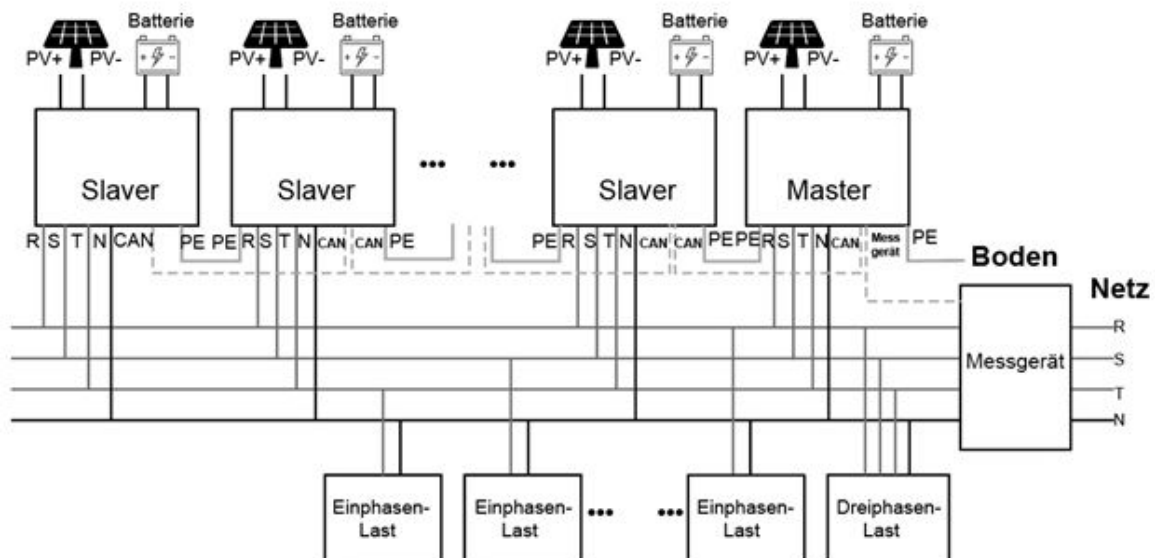 Batterie
Batterie
Batterie
Batterie
PV+ PV-
+ -
PV+ PV-
+ -
PV+ PV-
+ -
PV+ PV-
+ -
Slaver
Slaver
••• •••
Slaver
Master
R S T N CAN PE PE R S T N CAN CAN PE PE R S T N CAN CAN PE PE R S T N CAN Mess PE
gerät
Boden
Netz
R
S
Messgerät
T
N
Einphasen-
Last
Einphasen-
Last
••• •••
Einphasen-
Last
Dreiphasen-
Last